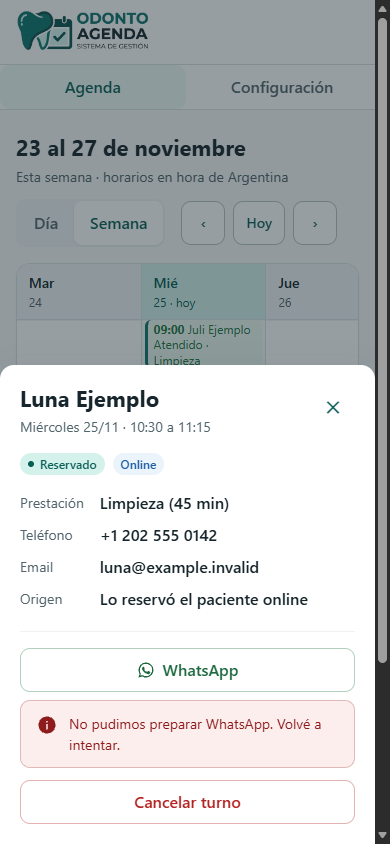 ODONTO
AGENDA
SISTEMA DE GESTIÓN
Agenda
Configuración
23 al 27 de noviembre
Esta semana · horarios en hora de Argentina
Día
Semana
‹
Hoy
›
Mar
24
Mié
25 · hoy
Jue
26
09:00 Juli Ejemplo
Atendido ·
Limpieza
Luna Ejemplo
Miércoles 25/11 · 10:30 a 11:15
Reservado
Online
Prestación Limpieza (45 min)
Teléfono +1 202 555 0142
Email luna@example.invalid
Origen Lo reservó el paciente online
WhatsApp
No pudimos preparar WhatsApp. Volvé a
intentar.
Cancelar turno